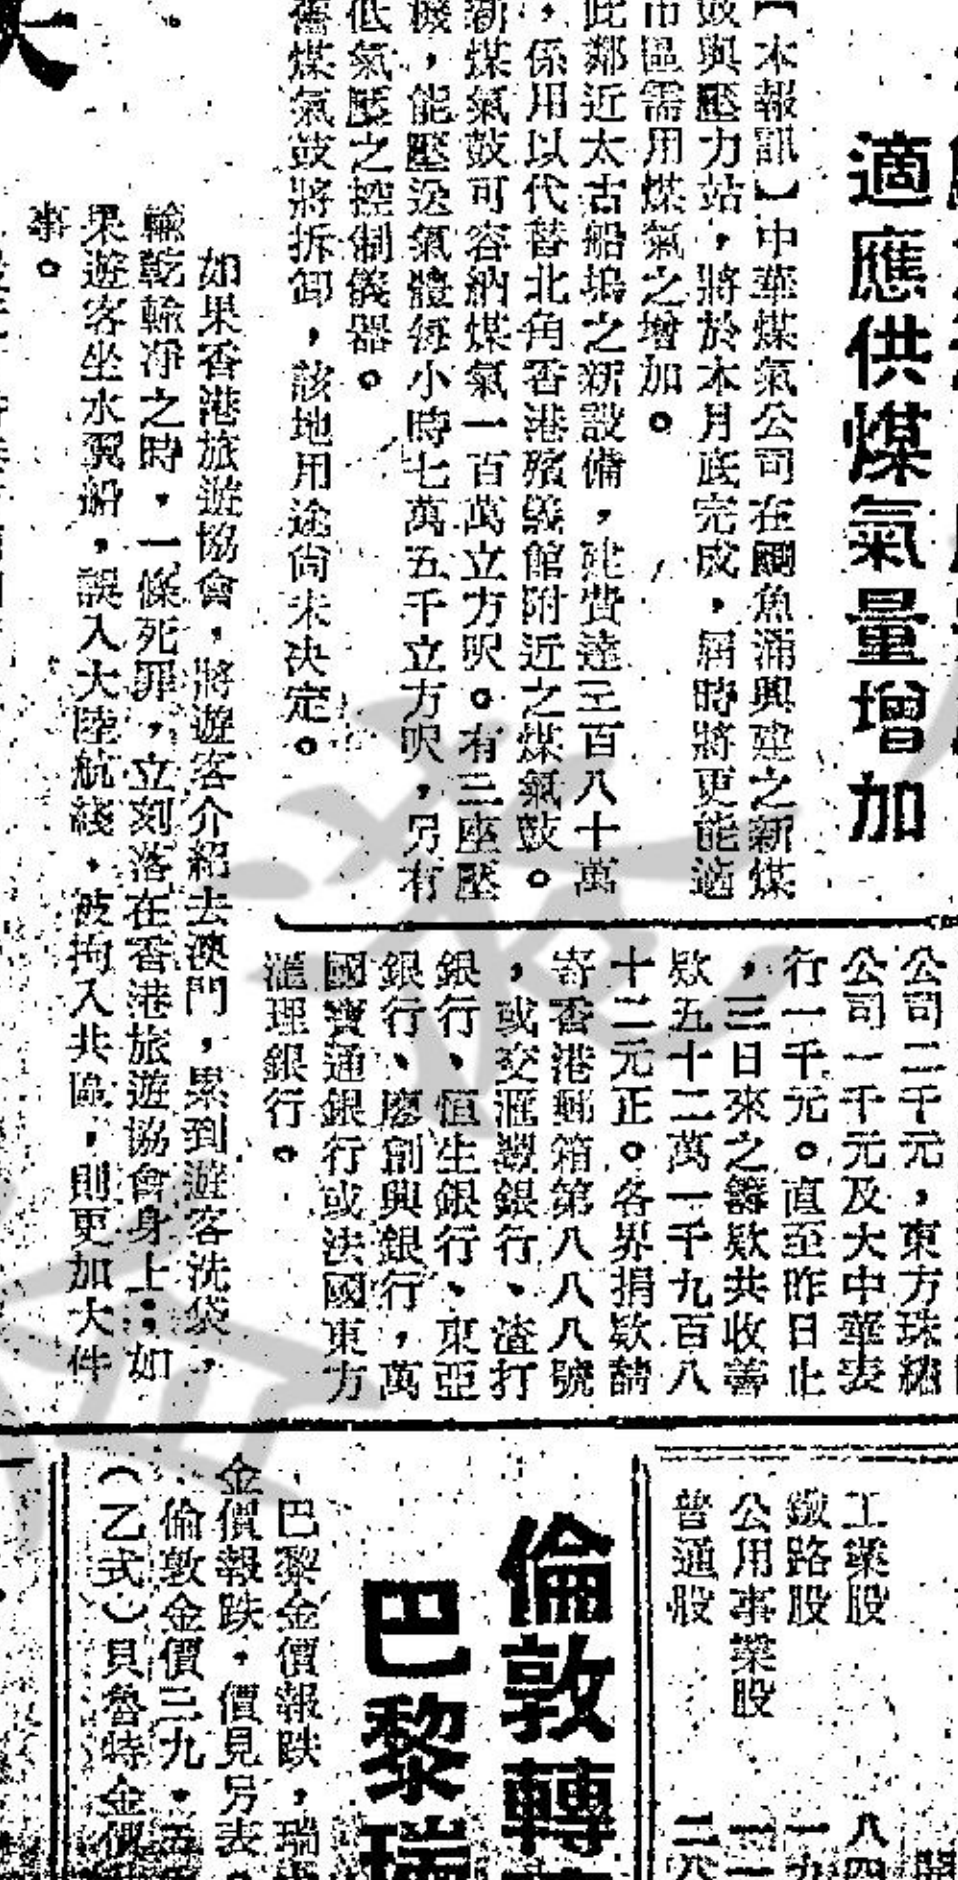 適應供煤氣量增加
【本報訊】中華煤氣公司在鰂魚涌興建之新煤
鼓與壓力站，將於本月底完成，屆時將更能適
市區需用煤氣之增加。
此鄰近太古船塢之新設備，建費達三百八十萬
，係用以代替北角香港殯儀館附近之煤氣鼓。
新煤氣鼓可容納煤氣一百萬立方呎。有三座壓
機，能壓送氣體每小時七萬五千立方呎，另有
低氣壓之控制儀器。
舊煤氣鼓將拆卸，該地用途尚未決定。
如果香港旅遊協會，將遊客介紹去澳門，累到遊客洗袋，
輸乾輸凈之時，一條死罪，立刻落在香港旅遊協會身上；如
果遊客坐水翼船，誤入大陸航綫，被拘入共區，則更加大件
事。
公司二千元，東方珠繡
公司一千元及大中華表
行一千元。直至昨日止
，三日來之籌欵共收善
欵五十二萬一千九百八
十二元正。各界捐欵請
寄香港郵箱第八八八號
，或交滙豐銀行、渣打
銀行、恒生銀行、東亞
銀行、廖創興銀行，萬
國寶通銀行或法國東方
滙理銀行。
工業股 八四
鐵路股 一九
公用事業股
普通股 二八
倫敦轉
巴黎瑞
巴黎金價報跌，瑞
金價報跌，價見另表。
倫敦金價三九・五
（乙式）貝魯特金價